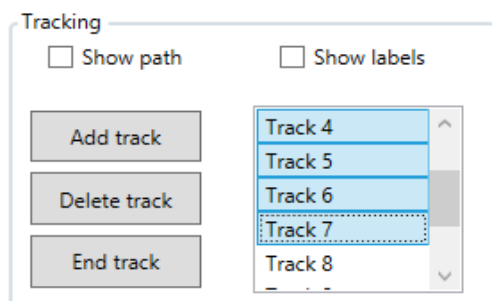 Tracking
Show path
Show labels
Add track
Delete track
End track
Track 4
Track 5
Track 6
Track 7
Track 8